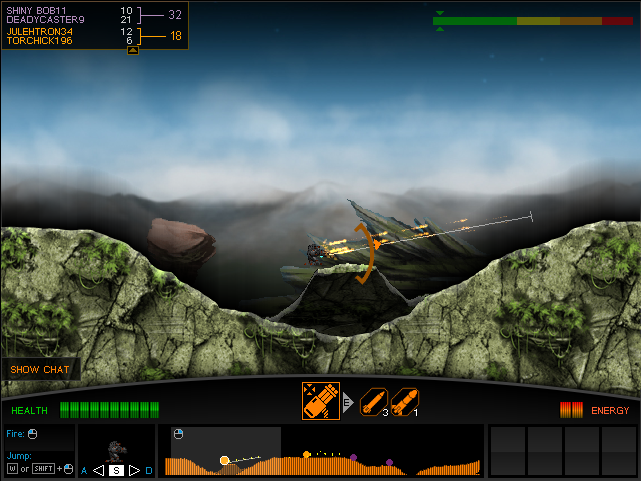 SHINY BOB11 10
DEADYCASTER9 21
32
JULEHTRON34 12
TORCHICK196 6
18
SHOW CHAT
HEALTH
E
3
1
ENERGY
Fire:
Jump:
W or SHIFT +
A S D